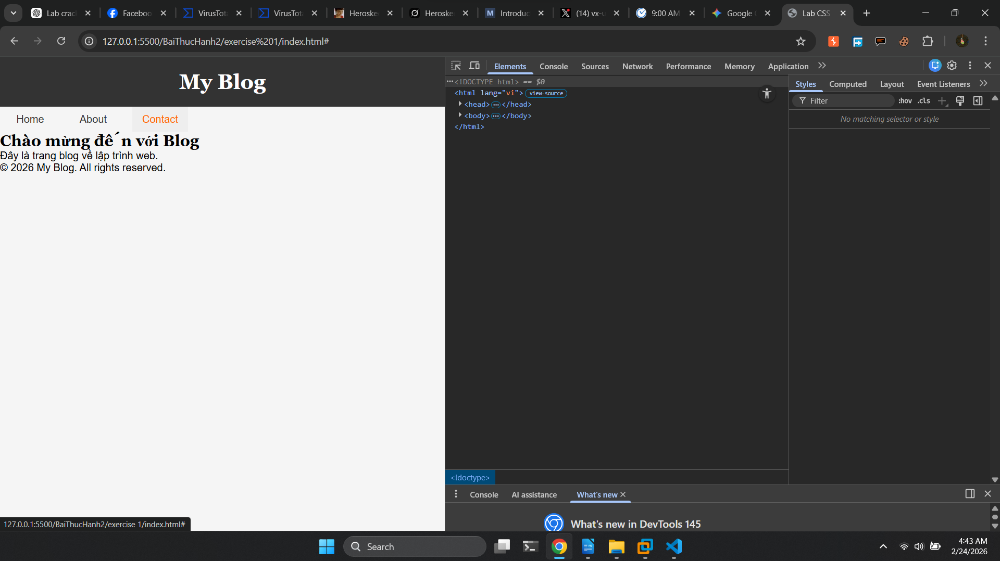 Lab crac
Faceboo
VirusTot
VirusTot
Heroske
Heroske
Introduc
(14) vx-u
9:00 AM
Google
Lab CSS
127.0.0.1:5500/BaiThucHanh2/exercise%201/index.html#
My Blog
Home About Contact
Chào mừng đến với Blog
Đây là trang blog về lập trình web.
© 2026 My Blog. All rights reserved.
127.0.0.1:5500/BaiThucHanh2/exercise 1/index.html#
Elements Console Sources Network Performance Memory Application
<!DOCTYPE html> == $0
<html lang="vi"> view-source
<head> </head>
<body> </body>
</html>
<!doctype>
Styles Computed Layout Event Listeners
Filter :hov .cls
No matching selector or style
Console AI assistance What's new
What's new in DevTools 145
Search
4:43 AM
2/24/2026